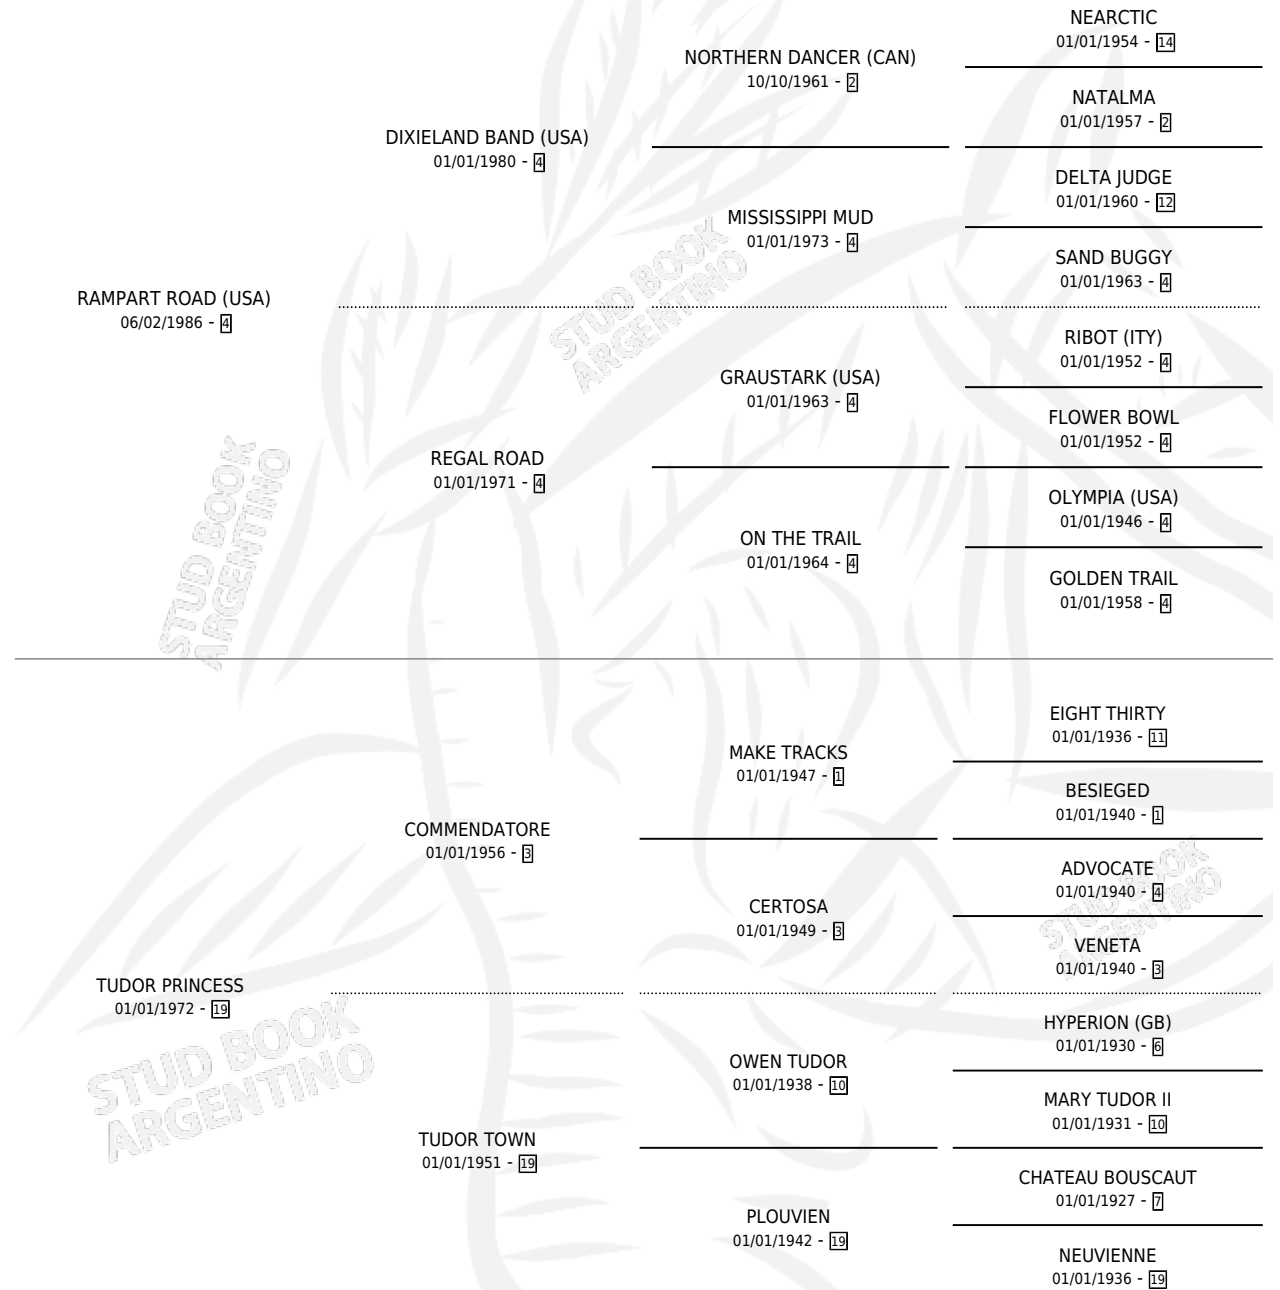 NEARCTIC
01/01/1954 - 14
NORTHERN DANCER (CAN)
10/10/1961 - 2
NATALMA
01/01/1957 - 2
DIXIELAND BAND (USA)
01/01/1980 - 4
DELTA JUDGE
01/01/1960 - 12
MISSISSIPPI MUD
01/01/1973 - 4
SAND BUGGY
01/01/1963 - 4
RAMPART ROAD (USA)
06/02/1986 - 4
RIBOT (ITY)
01/01/1952 - 4
GRAUSTARK (USA)
01/01/1963 - 4
FLOWER BOWL
01/01/1952 - 4
REGAL ROAD
01/01/1971 - 4
OLYMPIA (USA)
01/01/1946 - 4
ON THE TRAIL
01/01/1964 - 4
GOLDEN TRAIL
01/01/1958 - 4
EIGHT THIRTY
01/01/1936 - 11
MAKE TRACKS
01/01/1947 - 1
BESIEGED
01/01/1940 - 1
COMMENDATORE
01/01/1956 - 3
ADVOCATE
01/01/1940 - 4
CERTOSA
01/01/1949 - 3
VENETA
01/01/1940 - 3
TUDOR PRINCESS
01/01/1972 - 19
HYPERION (GB)
01/01/1930 - 6
OWEN TUDOR
01/01/1938 - 10
MARY TUDOR II
01/01/1931 - 10
TUDOR TOWN
01/01/1951 - 19
CHATEAU BOUSCAUT
01/01/1927 - 7
PLOUVIEN
01/01/1942 - 19
NEUVIENNE
01/01/1936 - 19
STUD BOOK
ARGENTINO
STUD BOOK
ARGENTINO
STUD BOOK
ARGENTINO
STUD BOOK
ARGENTINO